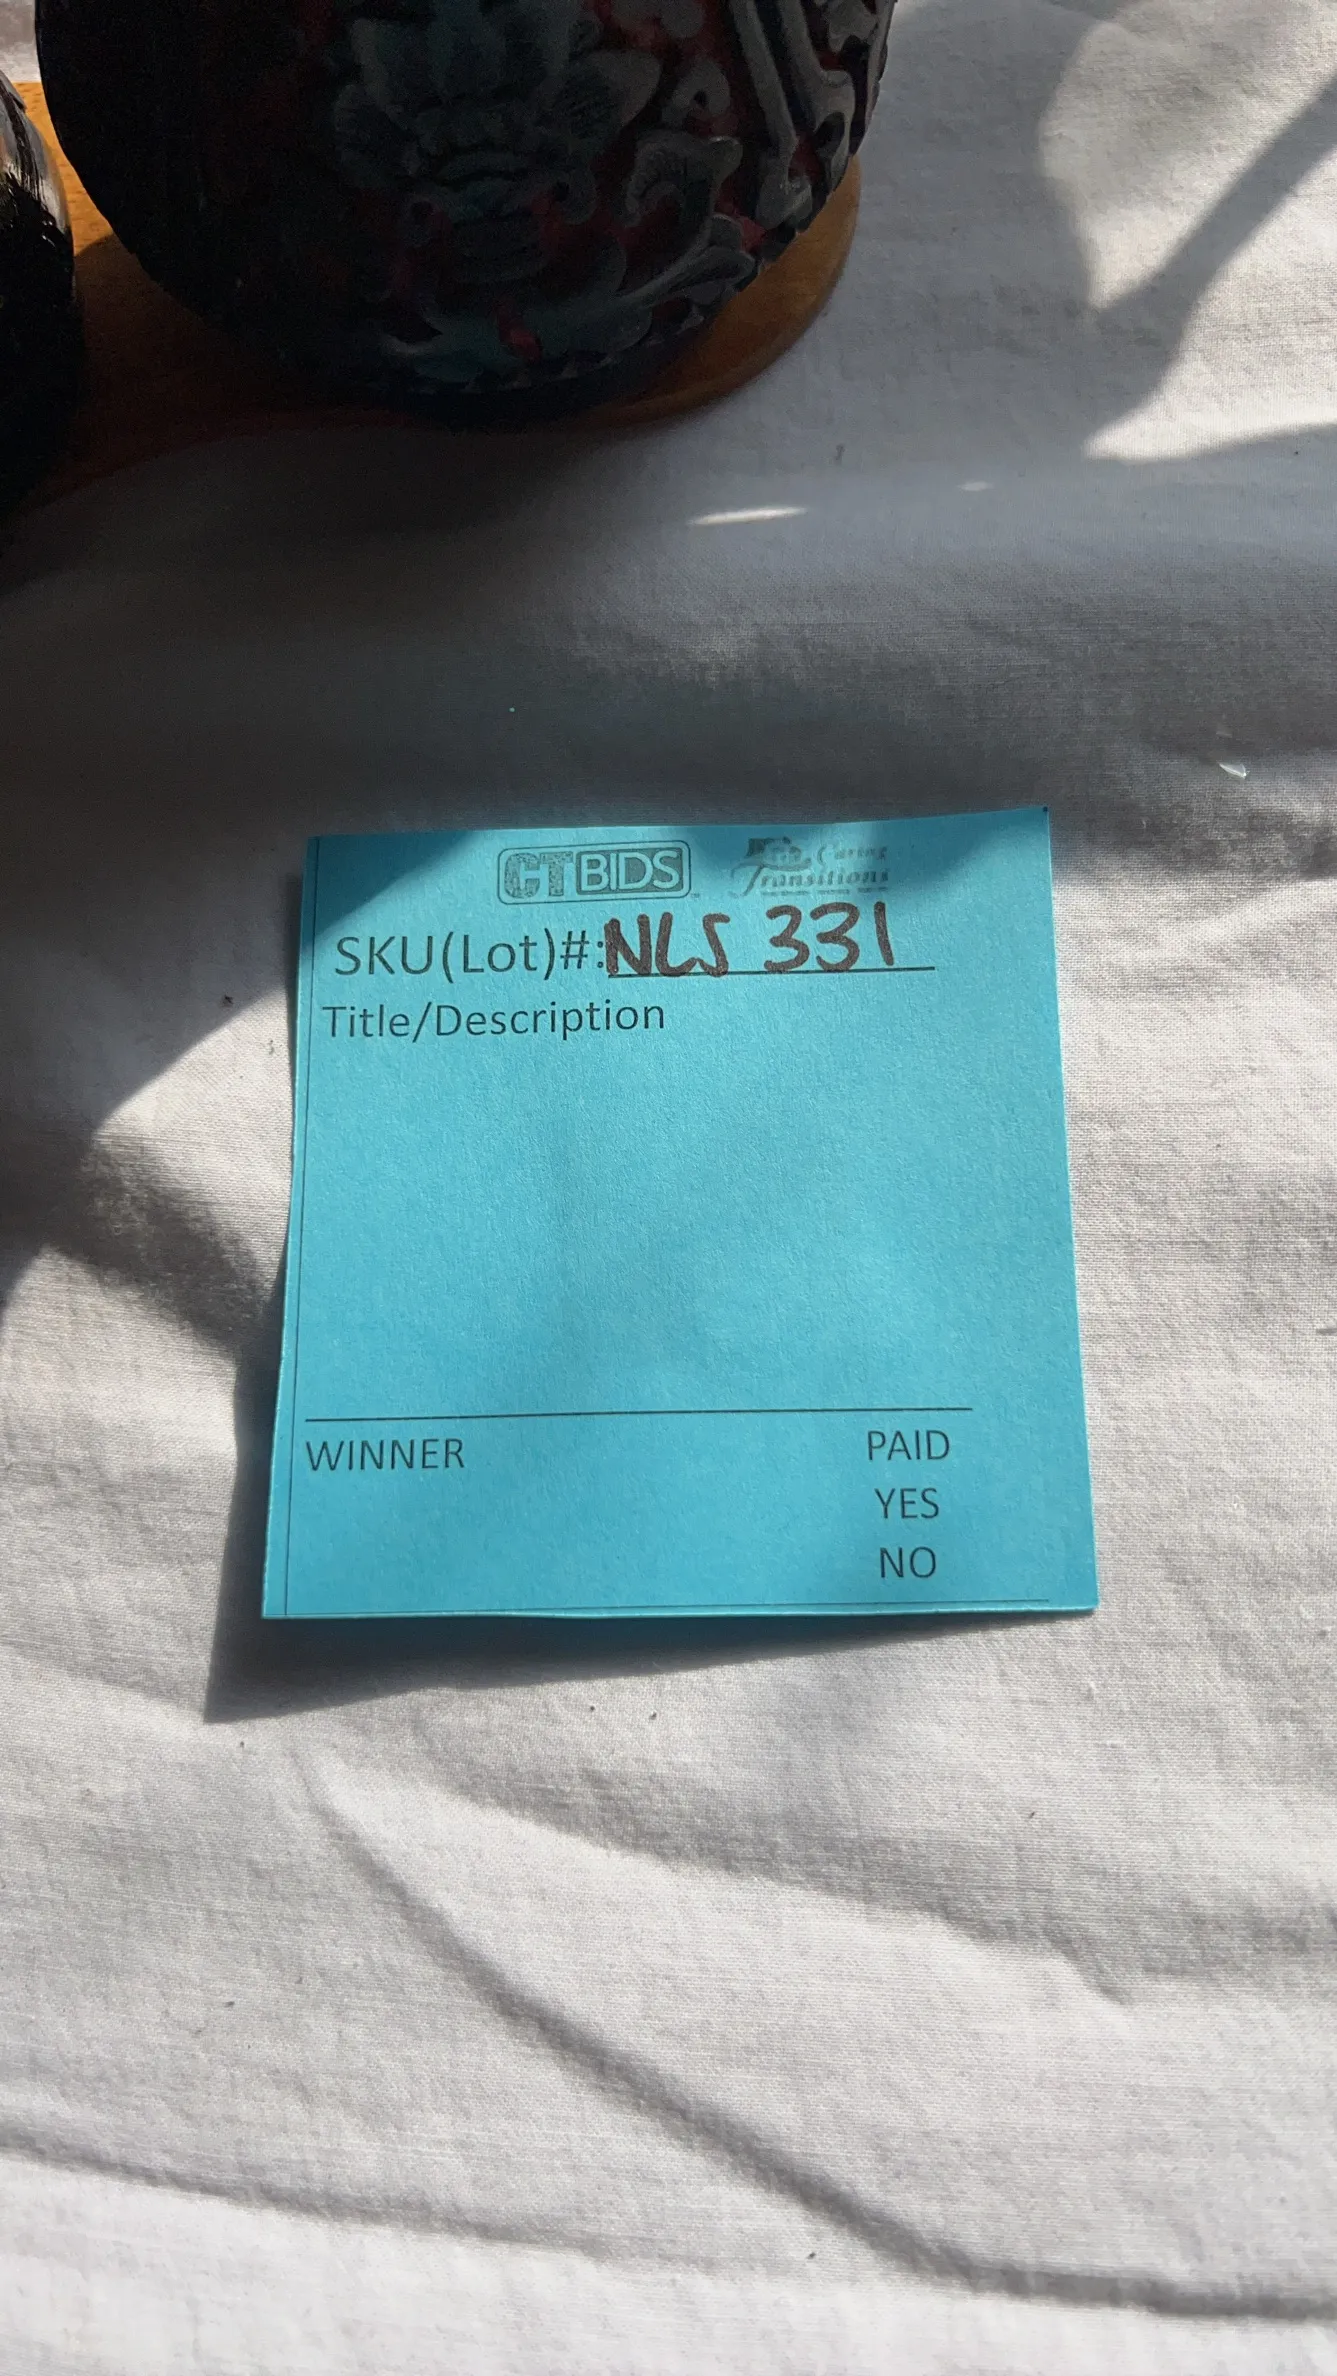 CTBIDS Caring
Transitions
SKU(Lot)#: NLS 331
Title/Description
WINNER PAID
YES
NO